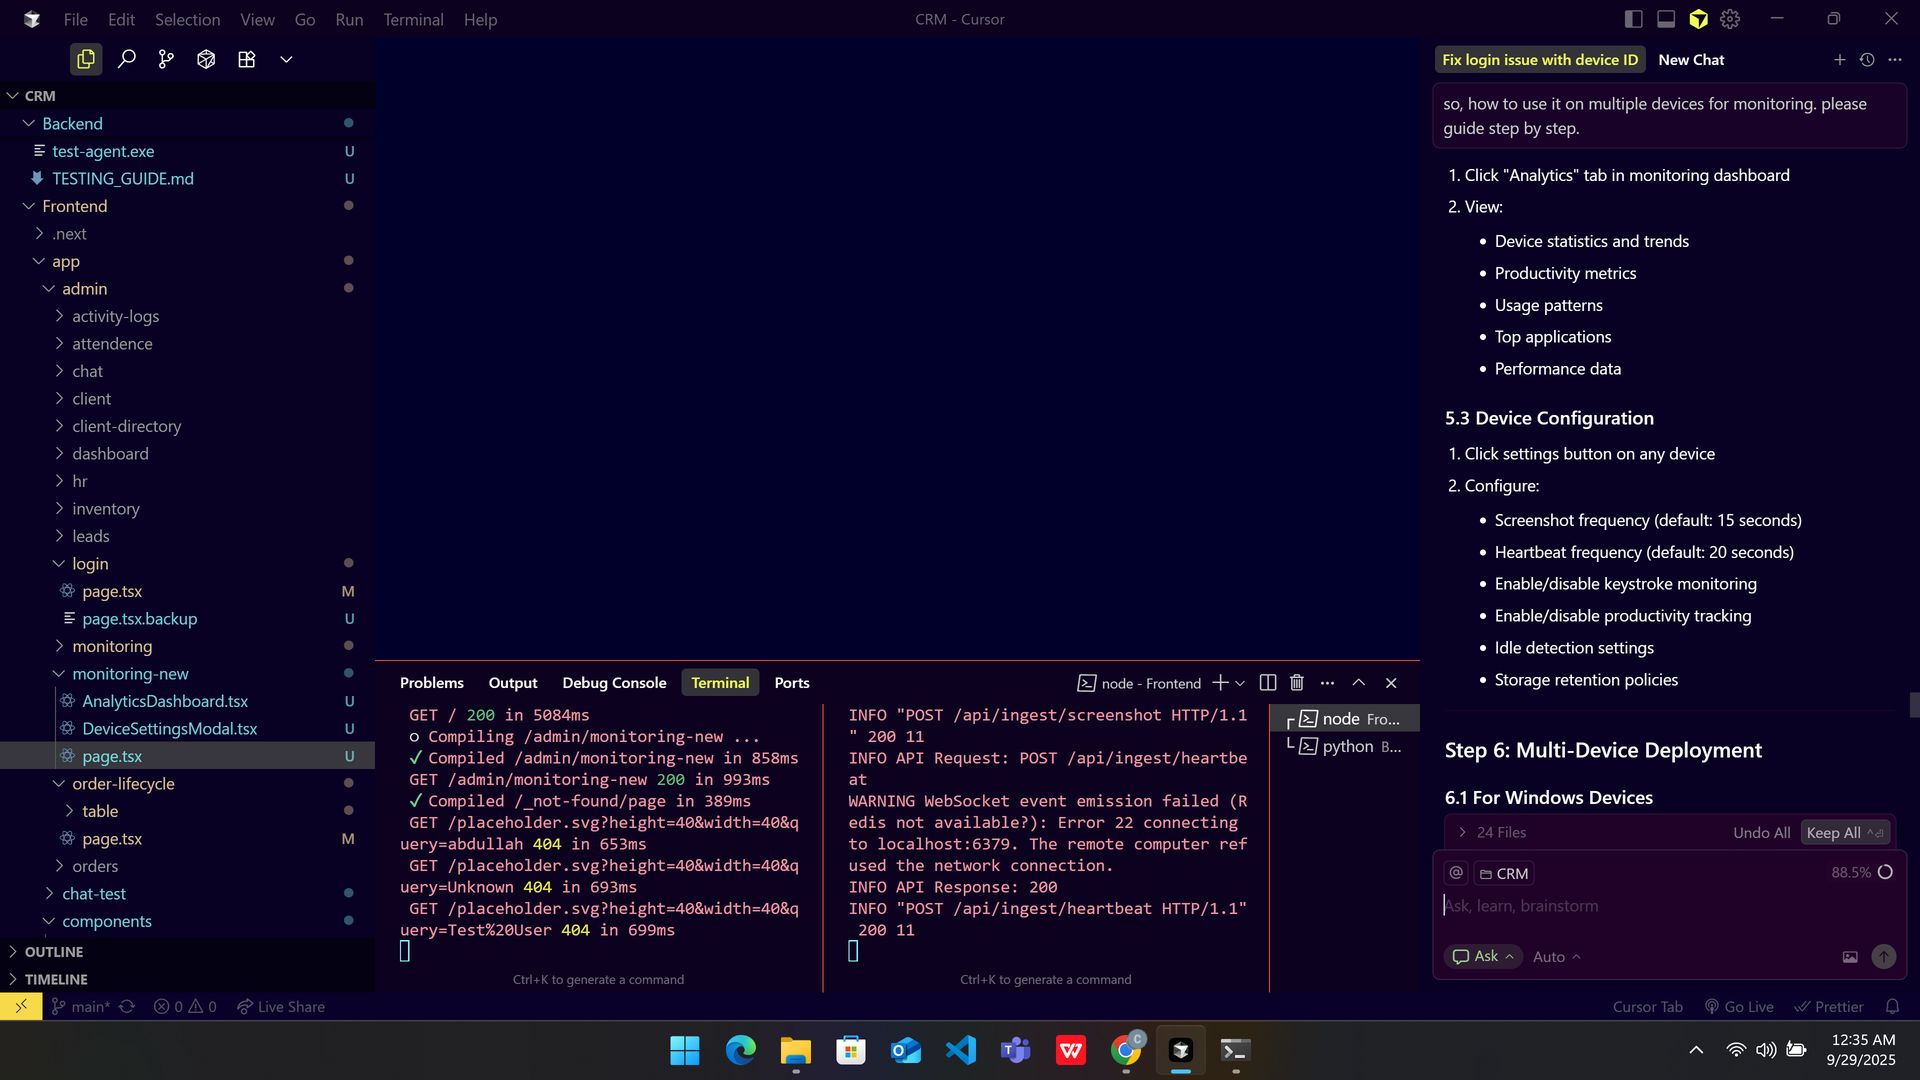 File Edit Selection View Go Run Terminal Help
CRM - Cursor
CRM
Backend
test-agent.exe U
TESTING_GUIDE.md U
Frontend
.next
app
admin
activity-logs
attendence
chat
client
client-directory
dashboard
hr
inventory
leads
login
page.tsx M
page.tsx.backup U
monitoring
monitoring-new
AnalyticsDashboard.tsx U
DeviceSettingsModal.tsx U
page.tsx U
order-lifecycle
table
page.tsx M
orders
chat-test
components
OUTLINE
TIMELINE
Problems Output Debug Console Terminal Ports
node - Frontend
GET / 200 in 5084ms
○ Compiling /admin/monitoring-new ...
✓ Compiled /admin/monitoring-new in 858ms
GET /admin/monitoring-new 200 in 993ms
✓ Compiled /_not-found/page in 389ms
GET /placeholder.svg?height=40&width=40&q
uery=abdullah 404 in 653ms
GET /placeholder.svg?height=40&width=40&q
uery=Unknown 404 in 693ms
GET /placeholder.svg?height=40&width=40&q
uery=Test%20User 404 in 699ms
Ctrl+K to generate a command
INFO "POST /api/ingest/screenshot HTTP/1.1
" 200 11
INFO API Request: POST /api/ingest/heartbe
at
WARNING WebSocket event emission failed (R
edis not available?): Error 22 connecting
to localhost:6379. The remote computer ref
used the network connection.
INFO API Response: 200
INFO "POST /api/ingest/heartbeat HTTP/1.1"
200 11
Ctrl+K to generate a command
node Fro...
python B...
Fix login issue with device ID New Chat
so, how to use it on multiple devices for monitoring. please
guide step by step.
1. Click "Analytics" tab in monitoring dashboard
2. View:
• Device statistics and trends
• Productivity metrics
• Usage patterns
• Top applications
• Performance data
5.3 Device Configuration
1. Click settings button on any device
2. Configure:
• Screenshot frequency (default: 15 seconds)
• Heartbeat frequency (default: 20 seconds)
• Enable/disable keystroke monitoring
• Enable/disable productivity tracking
• Idle detection settings
• Storage retention policies
Step 6: Multi-Device Deployment
6.1 For Windows Devices
24 Files Undo All Keep All
@ CRM 88.5%
Ask, learn, brainstorm
Ask Auto
main* 0 0 Live Share
Cursor Tab Go Live Prettier
12:35 AM
9/29/2025